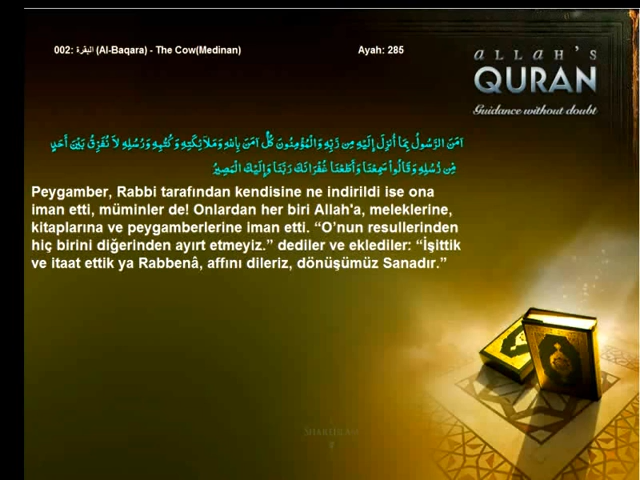 002: البقرة (Al-Baqara) - The Cow(Medinan)
Ayah: 285
ALLAH'S
QURAN
Guidance without doubt
آمَنَ الرَّسُولُ بِمَا أُنزِلَ إِلَيْهِ مِن رَّبِّهِ وَالْمُؤْمِنُونَ كُلٌّ آمَنَ بِاللّهِ وَمَلآئِكَتِهِ وَكُتُبِهِ وَرُسُلِهِ لاَ نُفَرِّقُ بَيْنَ أَحَدٍ
مِّن رُّسُلِهِ وَقَالُواْ سَمِعْنَا وَأَطَعْنَا غُفْرَانَكَ رَبَّنَا وَإِلَيْكَ الْمَصِيرُ
Peygamber, Rabbi tarafından kendisine ne indirildi ise ona
iman etti, müminler de! Onlardan her biri Allah'a, meleklerine,
kitaplarına ve peygamberlerine iman etti. “O’nun resullerinden
hiç birini diğerinden ayırt etmeyiz.” dediler ve eklediler: “İşittik
ve itaat ettik ya Rabbenâ, affını dileriz, dönüşümüz Sanadır.”